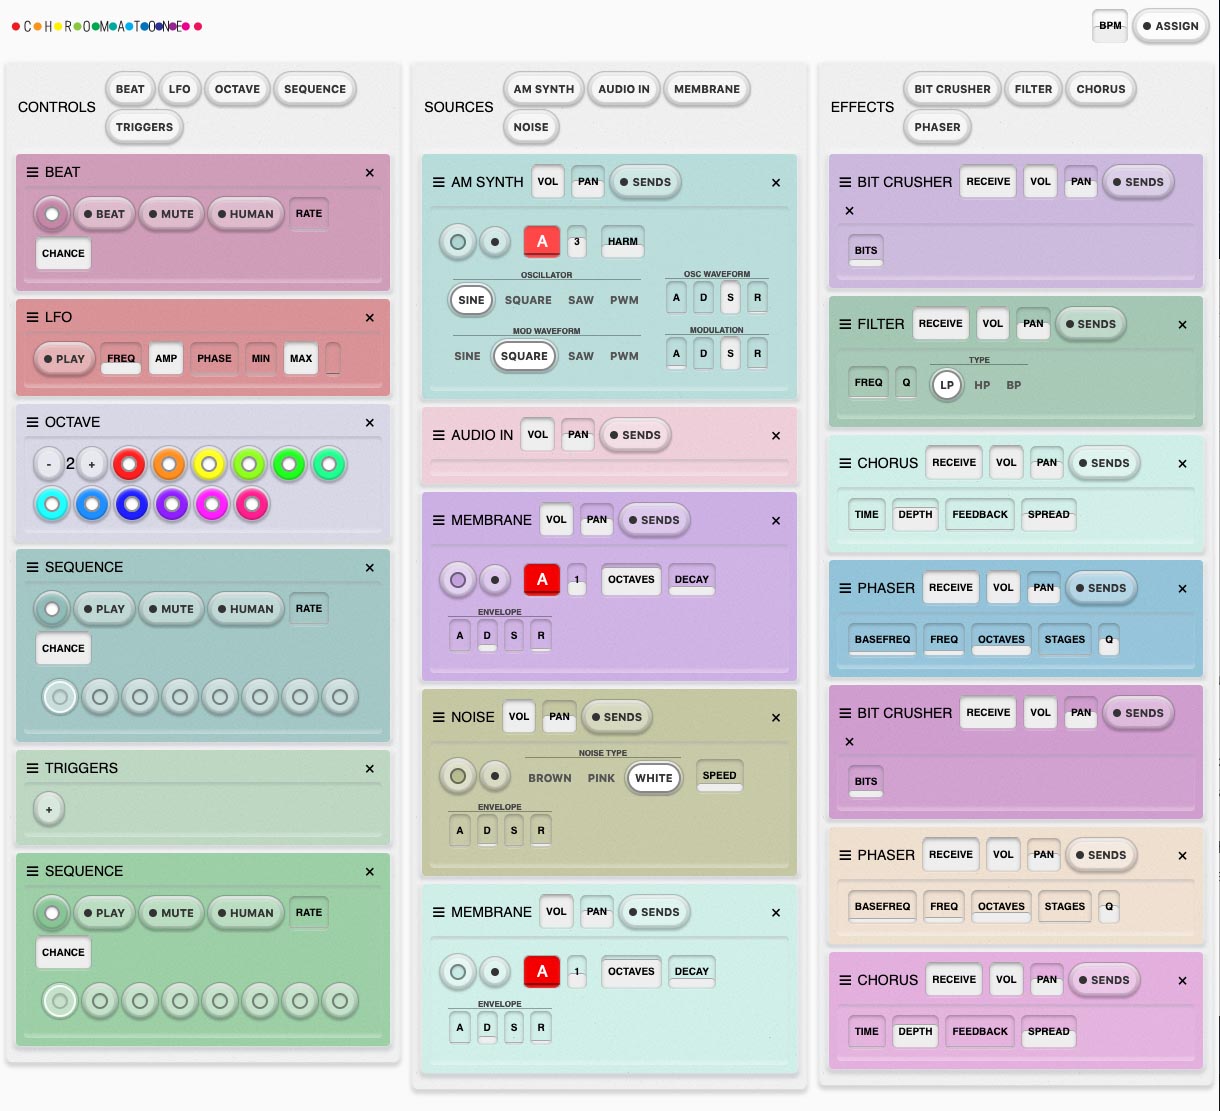 CHROMATONE
BPM ASSIGN
CONTROLS BEAT LFO OCTAVE SEQUENCE
TRIGGERS
BEAT ×
BEAT MUTE HUMAN RATE
CHANCE
LFO ×
PLAY FREQ AMP PHASE MIN MAX
OCTAVE ×
- 2 +
SEQUENCE ×
PLAY MUTE HUMAN RATE
CHANCE
TRIGGERS ×
+
SEQUENCE ×
PLAY MUTE HUMAN RATE
CHANCE
SOURCES AM SYNTH AUDIO IN MEMBRANE
NOISE
AM SYNTH VOL PAN SENDS ×
A 3 HARM
OSCILLATOR OSC WAVEFORM
SINE SQUARE SAW PWM A D S R
MOD WAVEFORM MODULATION
SINE SQUARE SAW PWM A D S R
AUDIO IN VOL PAN SENDS ×
MEMBRANE VOL PAN SENDS ×
A 1 OCTAVES DECAY
ENVELOPE
A D S R
NOISE VOL PAN SENDS ×
NOISE TYPE
BROWN PINK WHITE SPEED
ENVELOPE
A D S R
MEMBRANE VOL PAN SENDS ×
A 1 OCTAVES DECAY
ENVELOPE
A D S R
EFFECTS BIT CRUSHER FILTER CHORUS
PHASER
BIT CRUSHER RECEIVE VOL PAN SENDS
×
BITS
FILTER RECEIVE VOL PAN SENDS ×
TYPE
FREQ Q LP HP BP
CHORUS RECEIVE VOL PAN SENDS ×
TIME DEPTH FEEDBACK SPREAD
PHASER RECEIVE VOL PAN SENDS ×
BASEFREQ FREQ OCTAVES STAGES Q
BIT CRUSHER RECEIVE VOL PAN SENDS
×
BITS
PHASER RECEIVE VOL PAN SENDS ×
BASEFREQ FREQ OCTAVES STAGES Q
CHORUS RECEIVE VOL PAN SENDS ×
TIME DEPTH FEEDBACK SPREAD